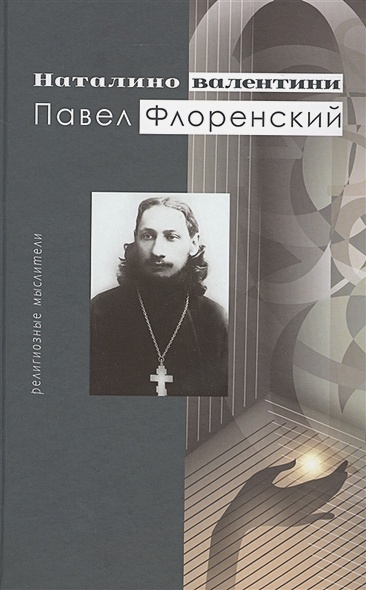 Наталино валентини
Павел Флоренский
религиозные мыслители